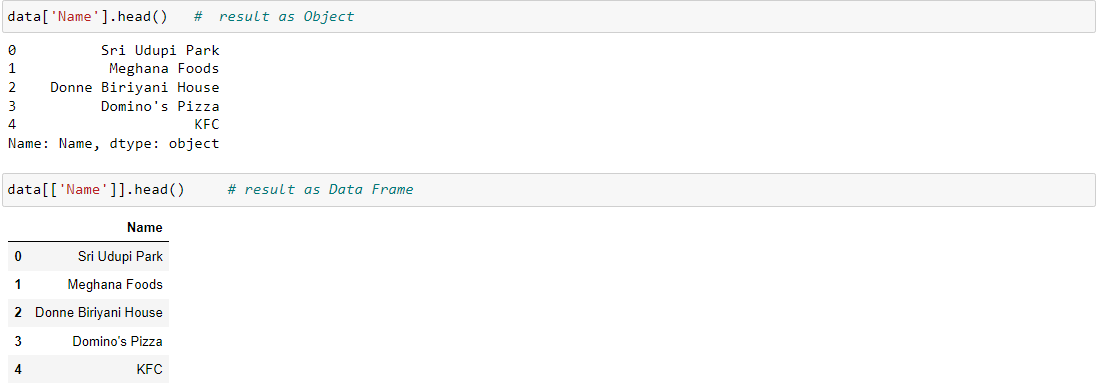 data['Name'].head()   #  result as Object
0          Sri Udupi Park
1           Meghana Foods
2    Donne Biriyani House
3          Domino's Pizza
4                     KFC
Name: Name, dtype: object
data[['Name']].head()     # result as Data Frame
Name
0 Sri Udupi Park
1 Meghana Foods
2 Donne Biriyani House
3 Domino's Pizza
4 KFC